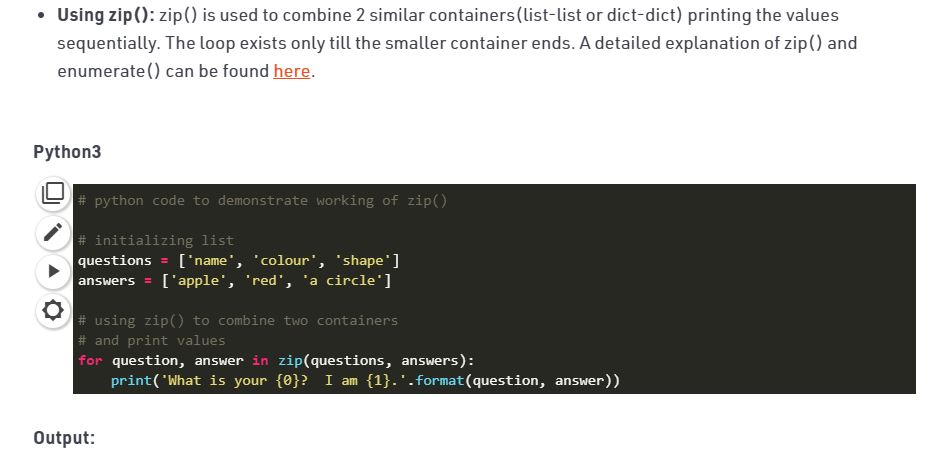 • Using zip(): zip() is used to combine 2 similar containers(list-list or dict-dict) printing the values
sequentially. The loop exists only till the smaller container ends. A detailed explanation of zip() and
enumerate() can be found here.
Python3
# python code to demonstrate working of zip()
# initializing list
questions = ['name', 'colour', 'shape']
answers = ['apple', 'red', 'a circle']
# using zip() to combine two containers
# and print values
for question, answer in zip(questions, answers):
    print('What is your {0}?  I am {1}.'.format(question, answer))
Output: